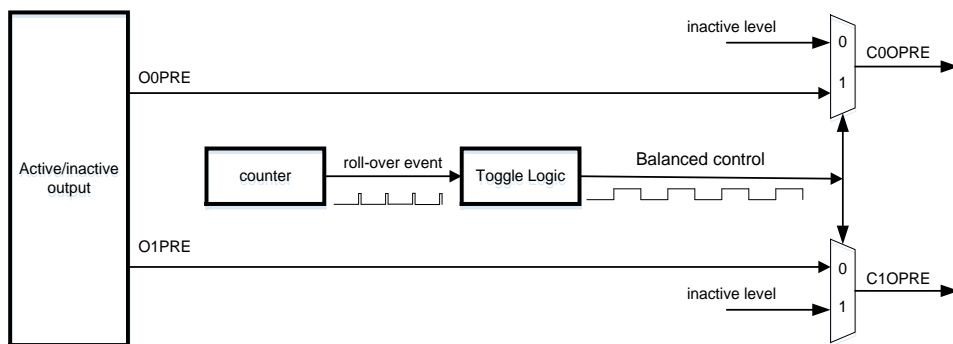 inactive level
0
C0OPRE
O0PRE
1
Active/inactive
output
counter
roll-over event
Toggle Logic
Balanced control
O1PRE
0
C1OPRE
inactive level
1